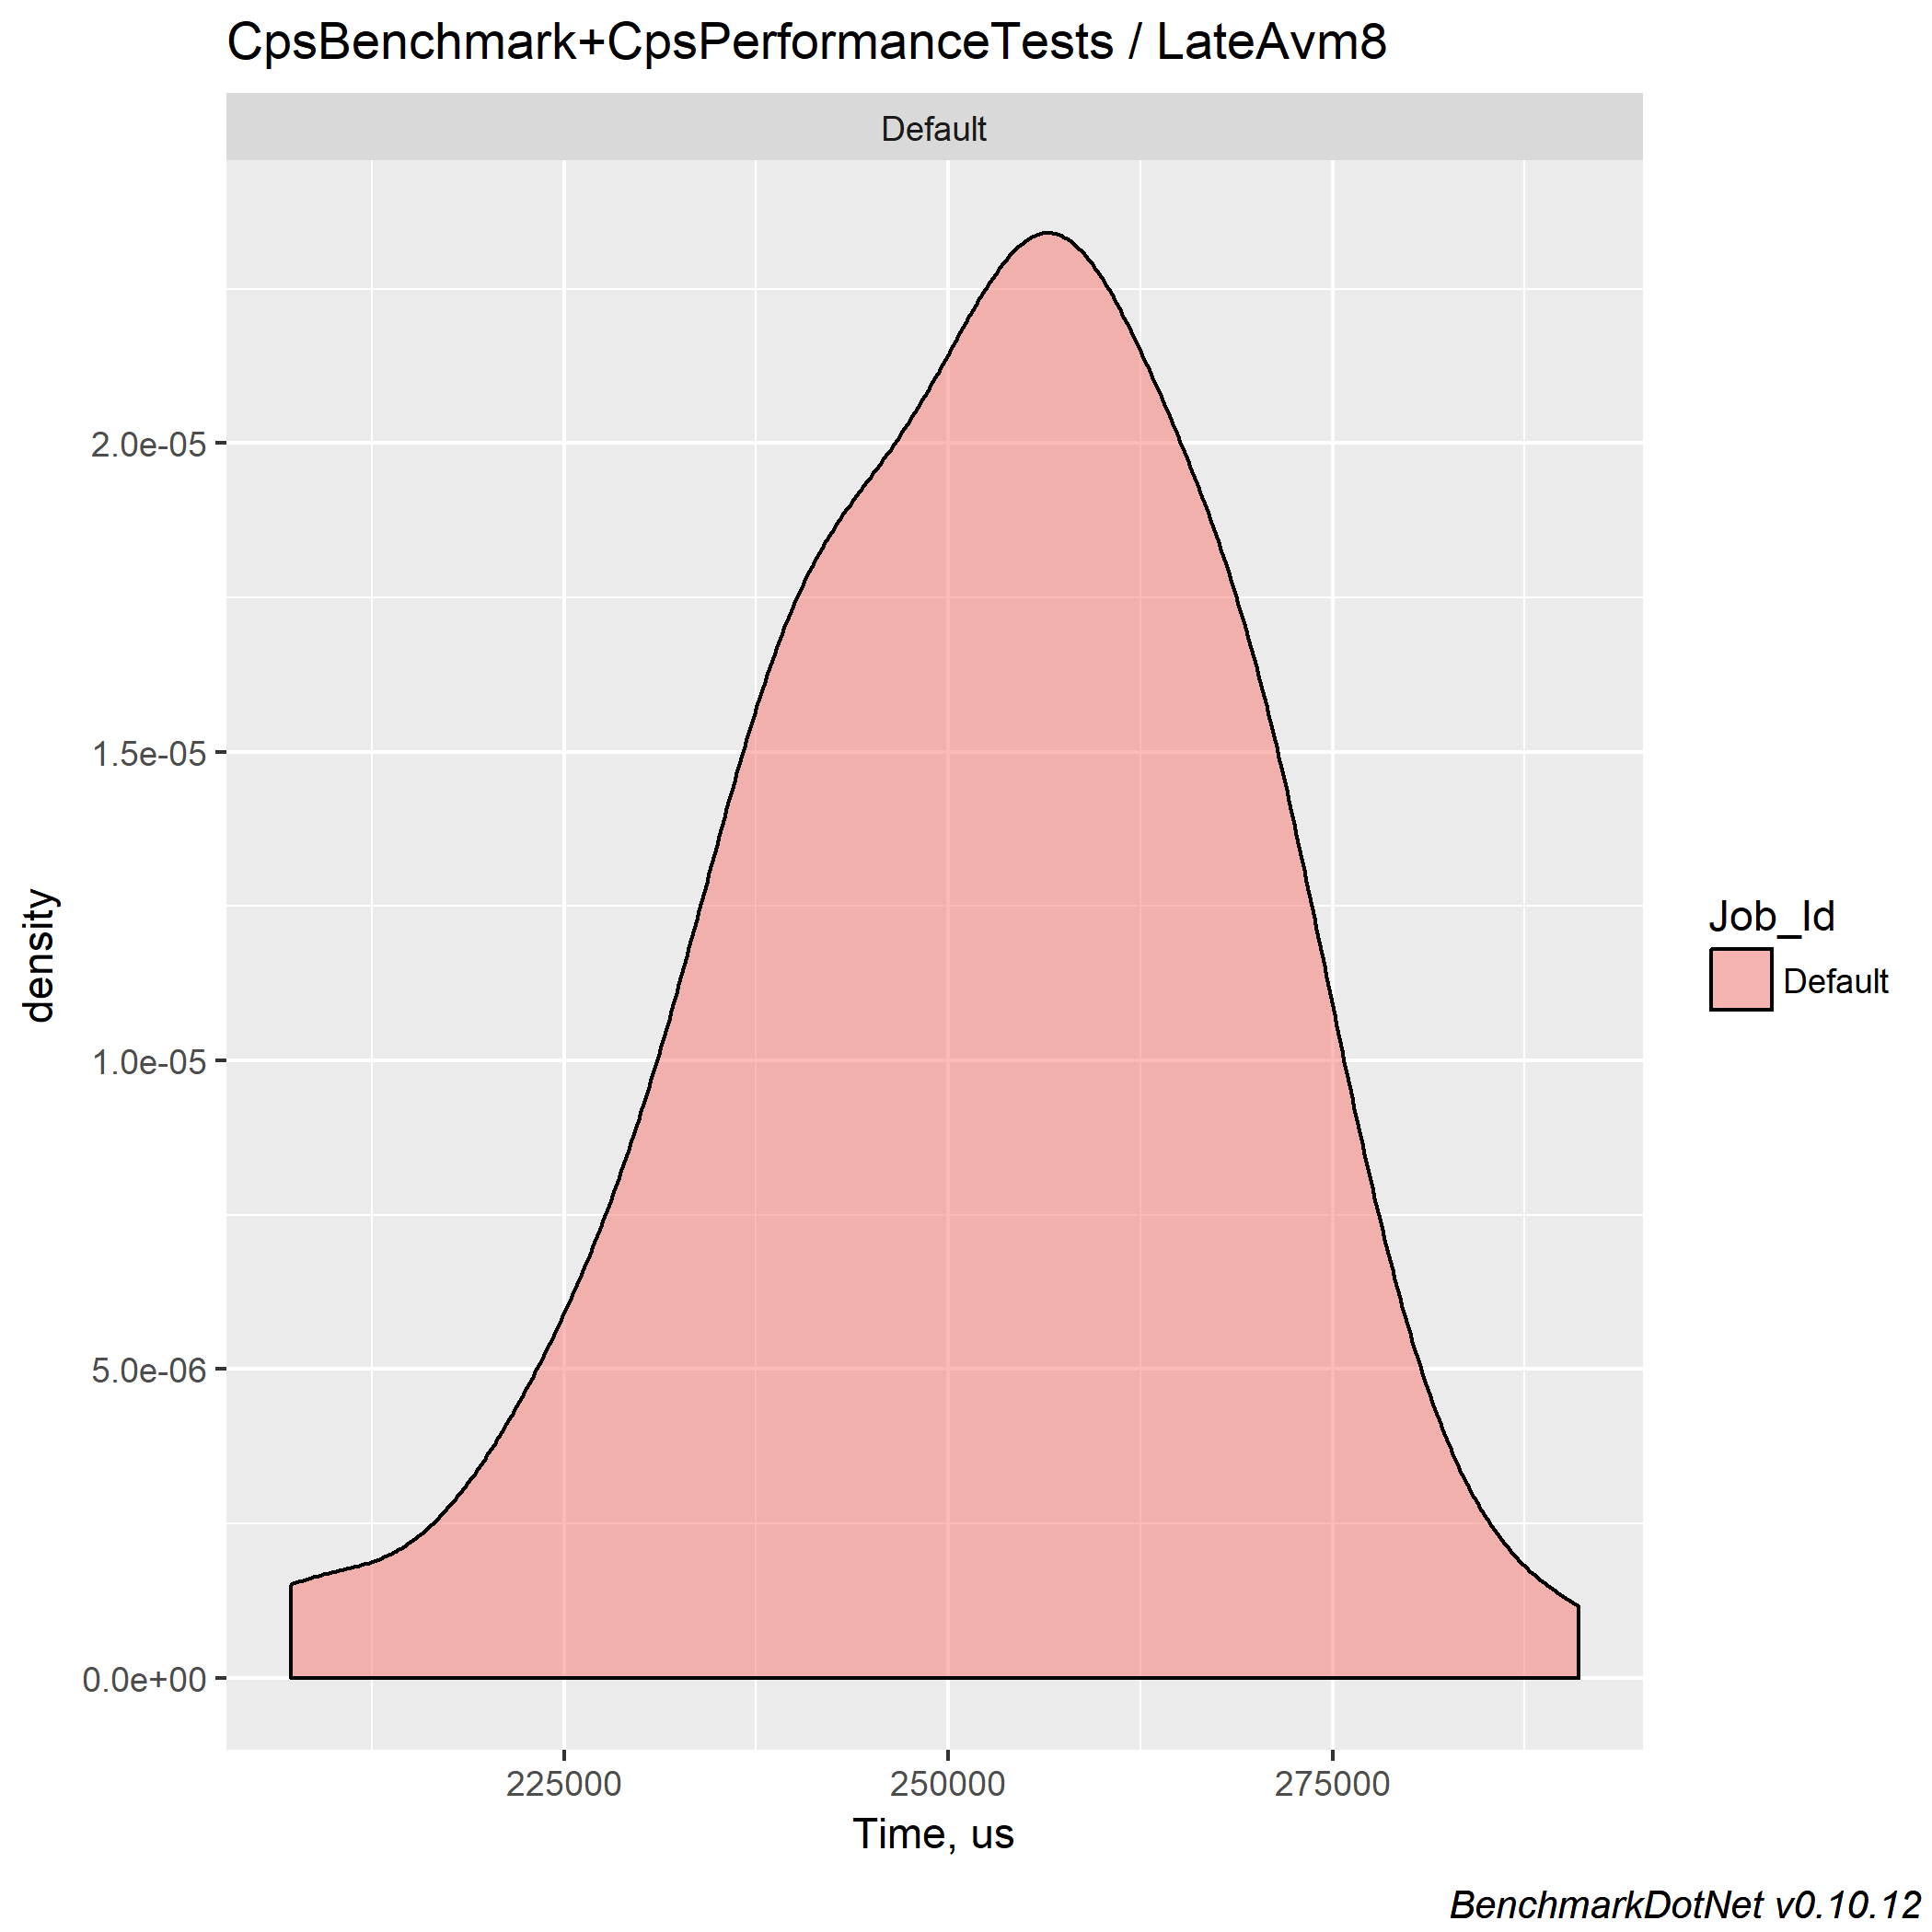 CpsBenchmark+CpsPerformanceTests / LateAvm8
Default
2.0e-05
1.5e-05
1.0e-05
5.0e-06
0.0e+00
density
225000 250000 275000
Time, us
Job_Id
Default
BenchmarkDotNet v0.10.12